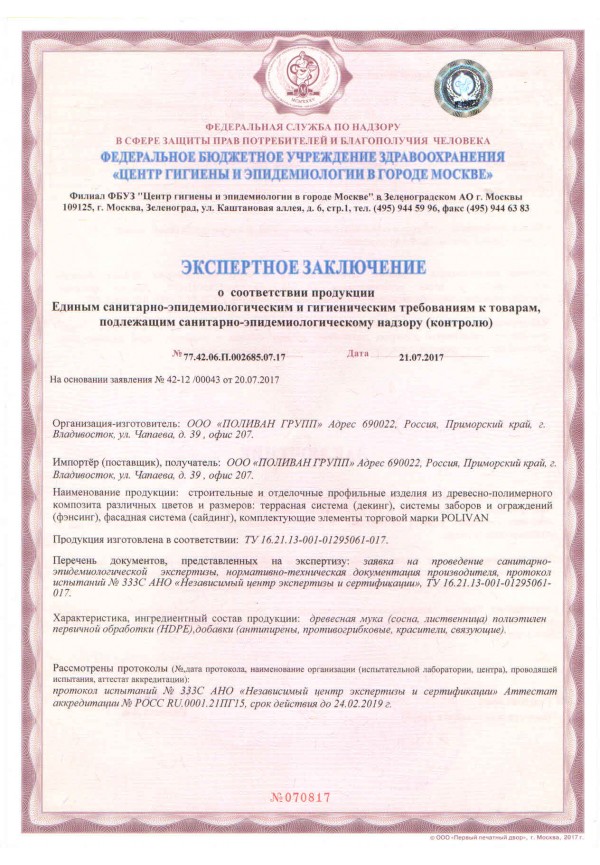 ФЕДЕРАЛЬНАЯ СЛУЖБА ПО НАДЗОРУ
В СФЕРЕ ЗАЩИТЫ ПРАВ ПОТРЕБИТЕЛЕЙ И БЛАГОПОЛУЧИЯ ЧЕЛОВЕКА
ФЕДЕРАЛЬНОЕ БЮДЖЕТНОЕ УЧРЕЖДЕНИЕ ЗДРАВООХРАНЕНИЯ
«ЦЕНТР ГИГИЕНЫ И ЭПИДЕМИОЛОГИИ В ГОРОДЕ МОСКВЕ»
Филиал ФБУЗ "Центр гигиены и эпидемиологии в городе Москве" в Зеленоградском АО г. Москвы
109125, г. Москва, Зеленоград, ул. Каштановая аллея, д. 6, стр.1, тел. (495) 944 59 96, факс (495) 944 63 83
ЭКСПЕРТНОЕ ЗАКЛЮЧЕНИЕ
о соответствии продукции
Единым санитарно-эпидемиологическим и гигиеническим требованиям к товарам,
подлежащим санитарно-эпидемиологическому надзору (контролю)
№ 77.42.06.П.002685.07.17 Дата 21.07.2017
На основании заявления № 42-12 /00043 от 20.07.2017
Организация-изготовитель: ООО «ПОЛИВАН ГРУПП» Адрес 690022, Россия, Приморский край, г.
Владивосток, ул. Чапаева, д. 39 , офис 207.
Импортёр (поставщик), получатель: ООО «ПОЛИВАН ГРУПП» Адрес 690022, Россия, Приморский край, г.
Владивосток, ул. Чапаева, д. 39 , офис 207.
Наименование продукции: строительные и отделочные профильные изделия из древесно-полимерного
композита различных цветов и размеров: террасная система (декинг), системы заборов и ограждений
(фэнсинг), фасадная система (сайдинг), комплектующие элементы торговой марки POLIVAN
Продукция изготовлена в соответствии: ТУ 16.21.13-001-01295061-017.
Перечень документов, представленных на экспертизу: заявка на проведение санитарно-
эпидемиологической экспертизы, нормативно-техническая документация производителя, протокол
испытаний № 333С АНО «Независимый центр экспертизы и сертификации», ТУ 16.21.13-001-01295061-
017.
Характеристика, ингредиентный состав продукции: древесная мука (сосна, лиственница) полиэтилен
первичной обработки (HDPE),добавки (антипирены, противогрибковые, красители, связующие).
Рассмотрены протоколы (№,дата протокола, наименование организации (испытательной лаборатории, центра), проводящей
испытания, аттестат аккредитации):
протокол испытаний № 333С АНО «Независимый центр экспертизы и сертификации» Аттестат
аккредитации № РОСС RU.0001.21ПГ15, срок действия до 24.02.2019 г.
№070817
© ООО «Первый печатный двор», г. Москва, 2017 г.